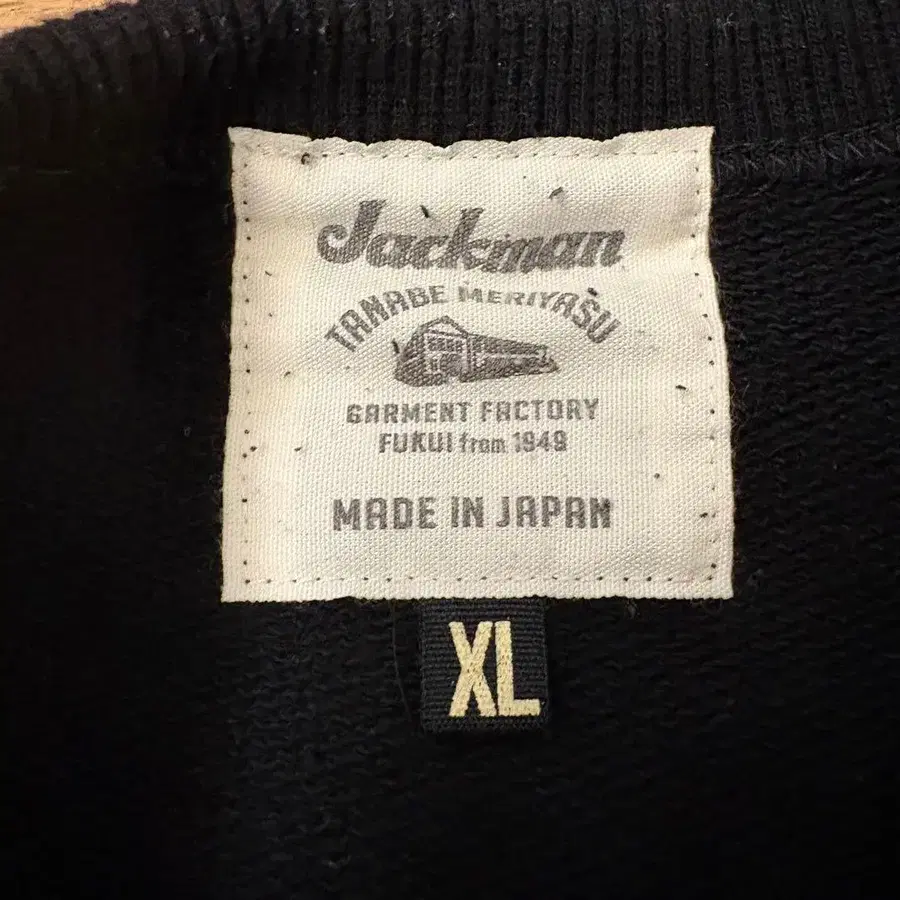 Jackman
TANABE MERIYASU
GARMENT FACTORY
FUKUI from 1949
MADE IN JAPAN
XL